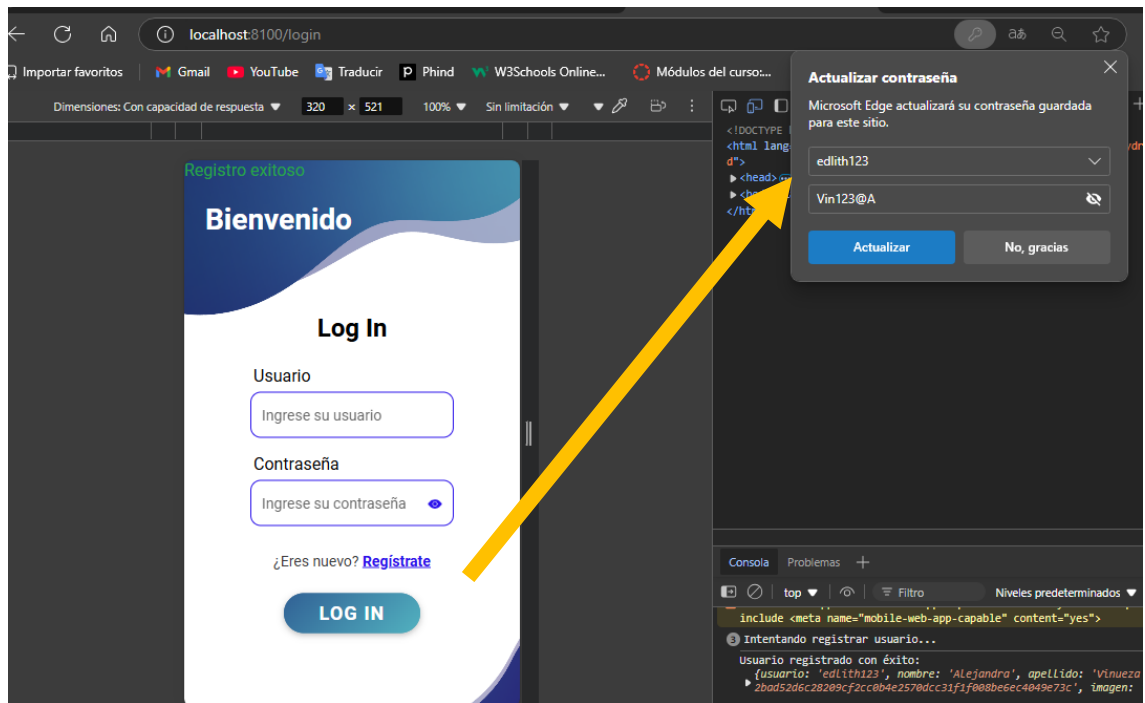 localhost:8100/login
aあ
Importar favoritos
Gmail
YouTube
Traducir
Phind
W3Schools Online...
Módulos del curso:...
Dimensiones: Con capacidad de respuesta ▼ 320 × 521 100% ▼ Sin limitación ▼
Registro exitoso
Bienvenido
Log In
Usuario
Ingrese su usuario
Contraseña
Ingrese su contraseña
¿Eres nuevo? Regístrate
LOG IN
Actualizar contraseña
Microsoft Edge actualizará su contraseña guardada
para este sitio.
edlith123
Vin123@A
Actualizar
No, gracias
<!DOCTYPE
<html lang
d">
<head>
</ht
Consola Problemas
top ▼ Filtro Niveles predeterminados ▼
include <meta name="mobile-web-app-capable" content="yes">
3 Intentando registrar usuario...
Usuario registrado con éxito:
{usuario: 'edlith123', nombre: 'Alejandra', apellido: 'Vinueza
2bad52d6c28209cf2cc0b4e2570dcc31f1f008be6ec4049e73c', imagen: